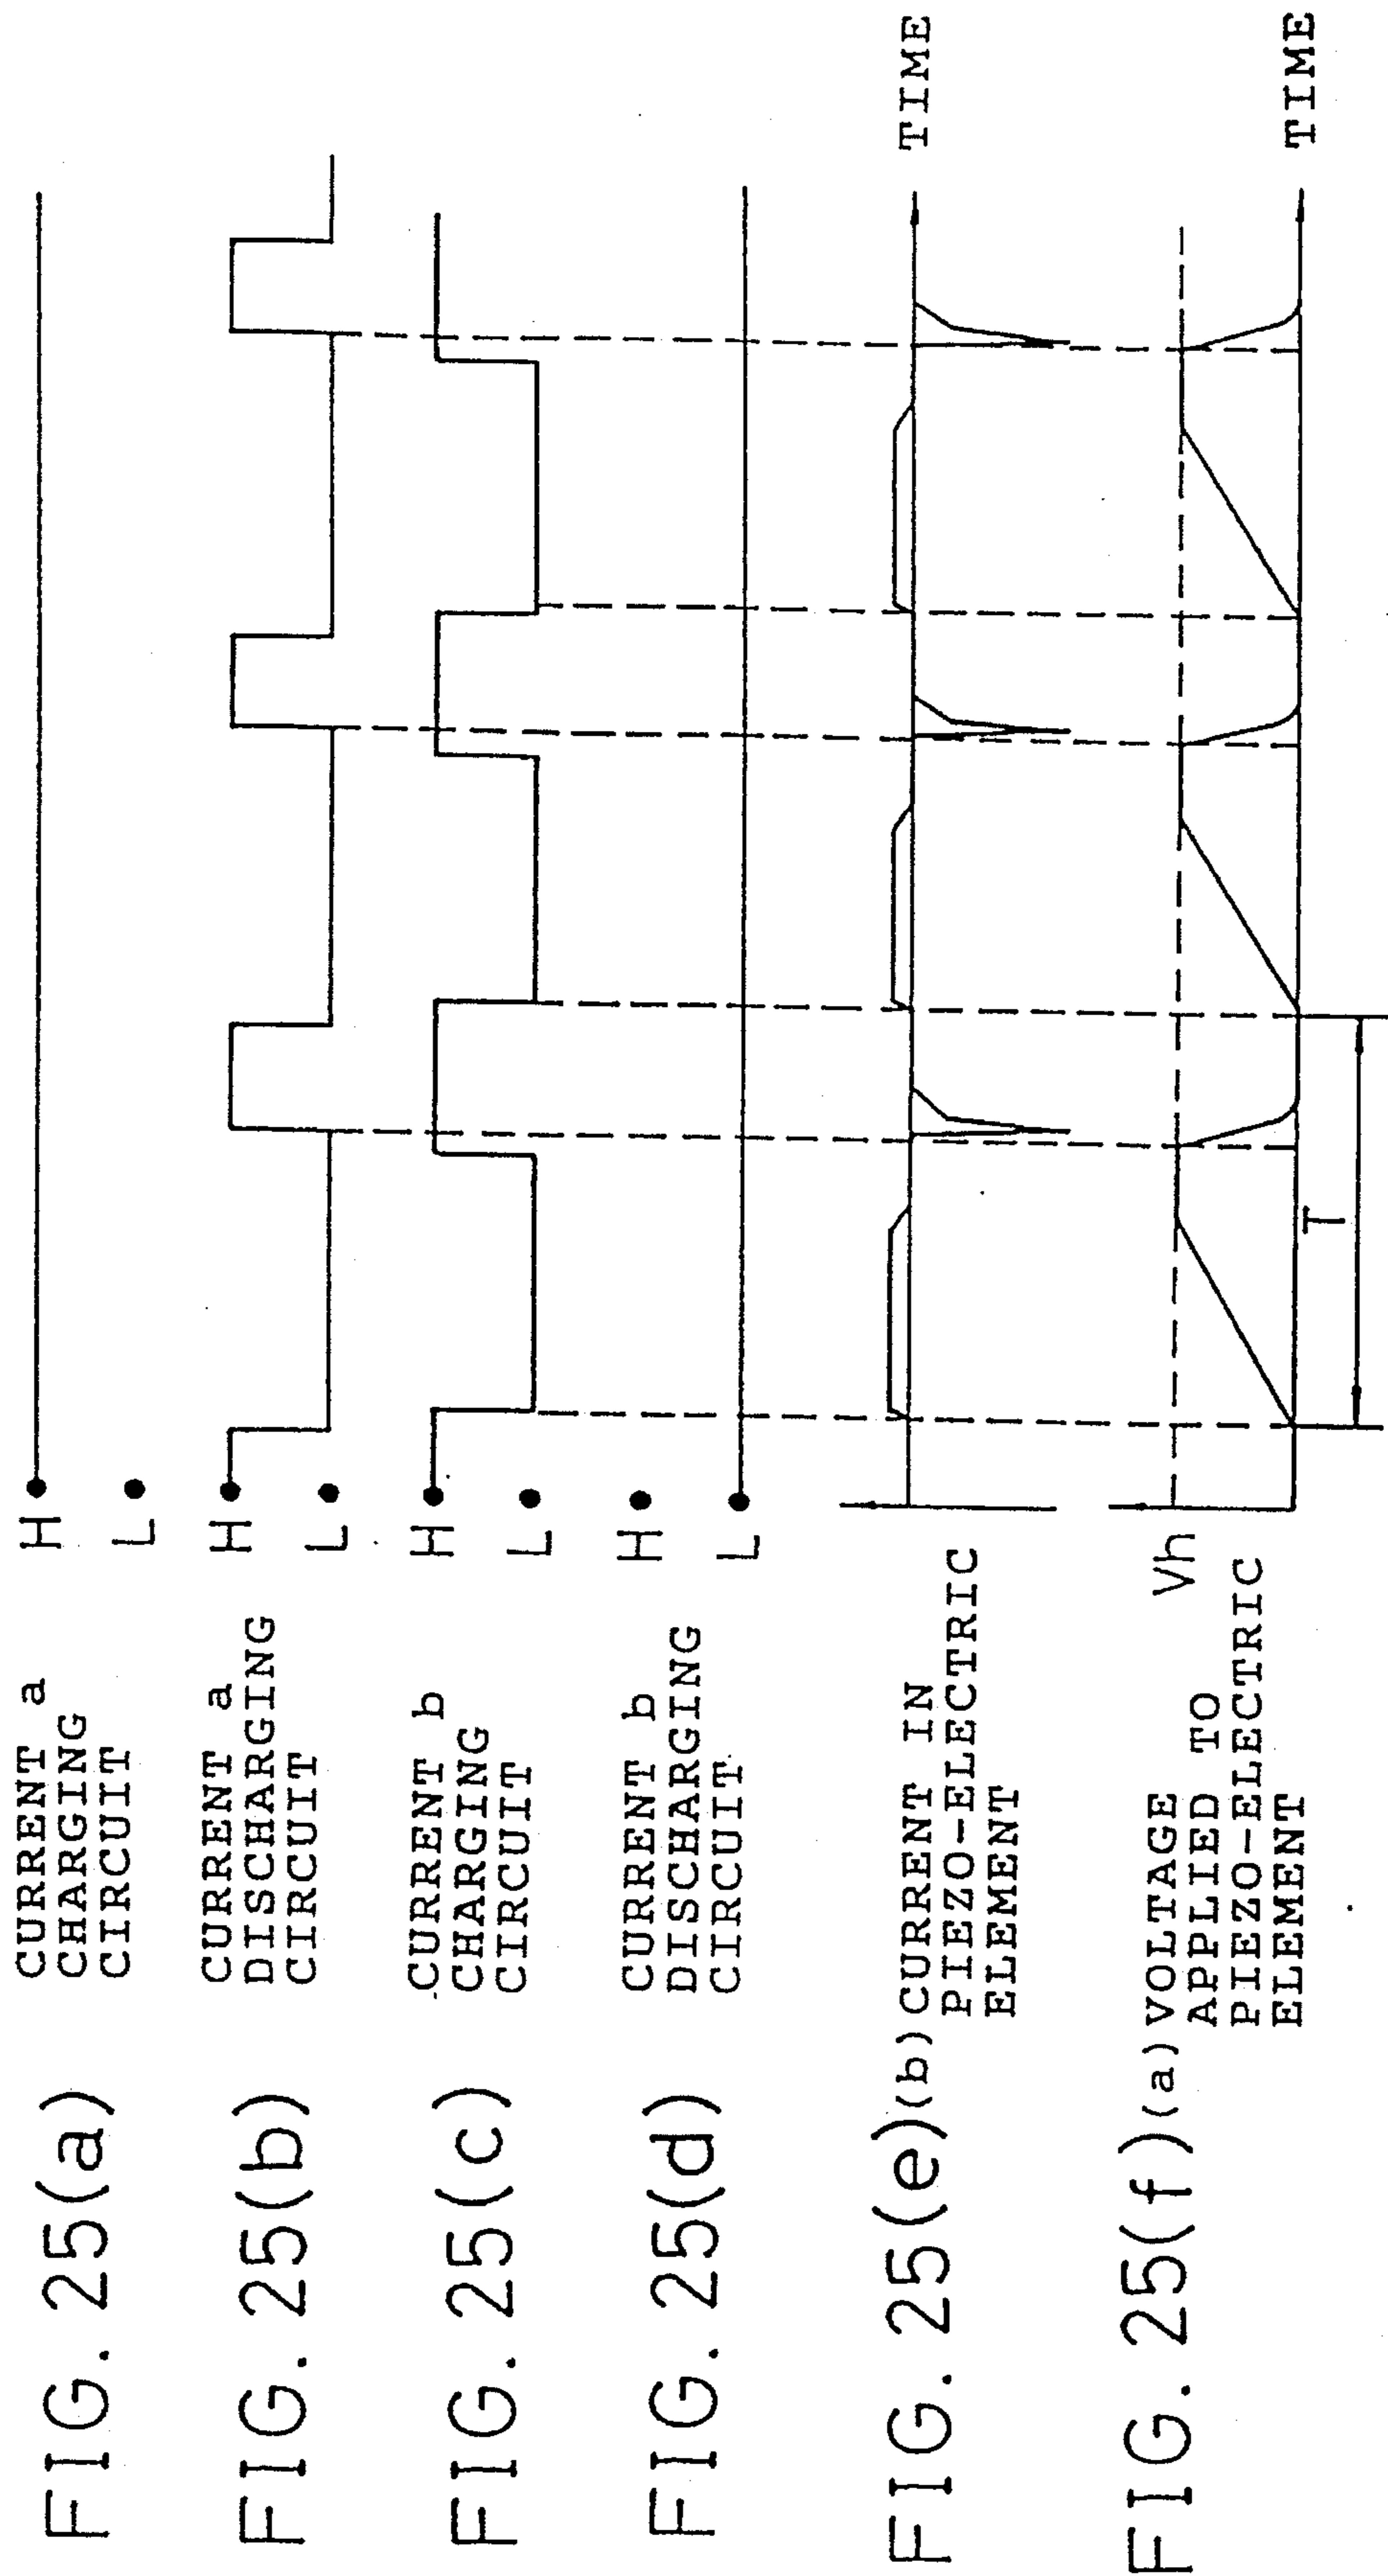 FIG. 25(a)
CURRENT a
CHARGING
CIRCUIT
H
L
FIG. 25(b)
CURRENT a
DISCHARGING
CIRCUIT
H
L
FIG. 25(c)
CURRENT b
CHARGING
CIRCUIT
H
L
FIG. 25(d)
CURRENT b
DISCHARGING
CIRCUIT
H
L
FIG. 25(e)
(b) CURRENT IN
PIEZO-ELECTRIC
ELEMENT
TIME
FIG. 25(f)
(a) VOLTAGE
APPLIED TO
PIEZO-ELECTRIC
ELEMENT
Vh
T
TIME